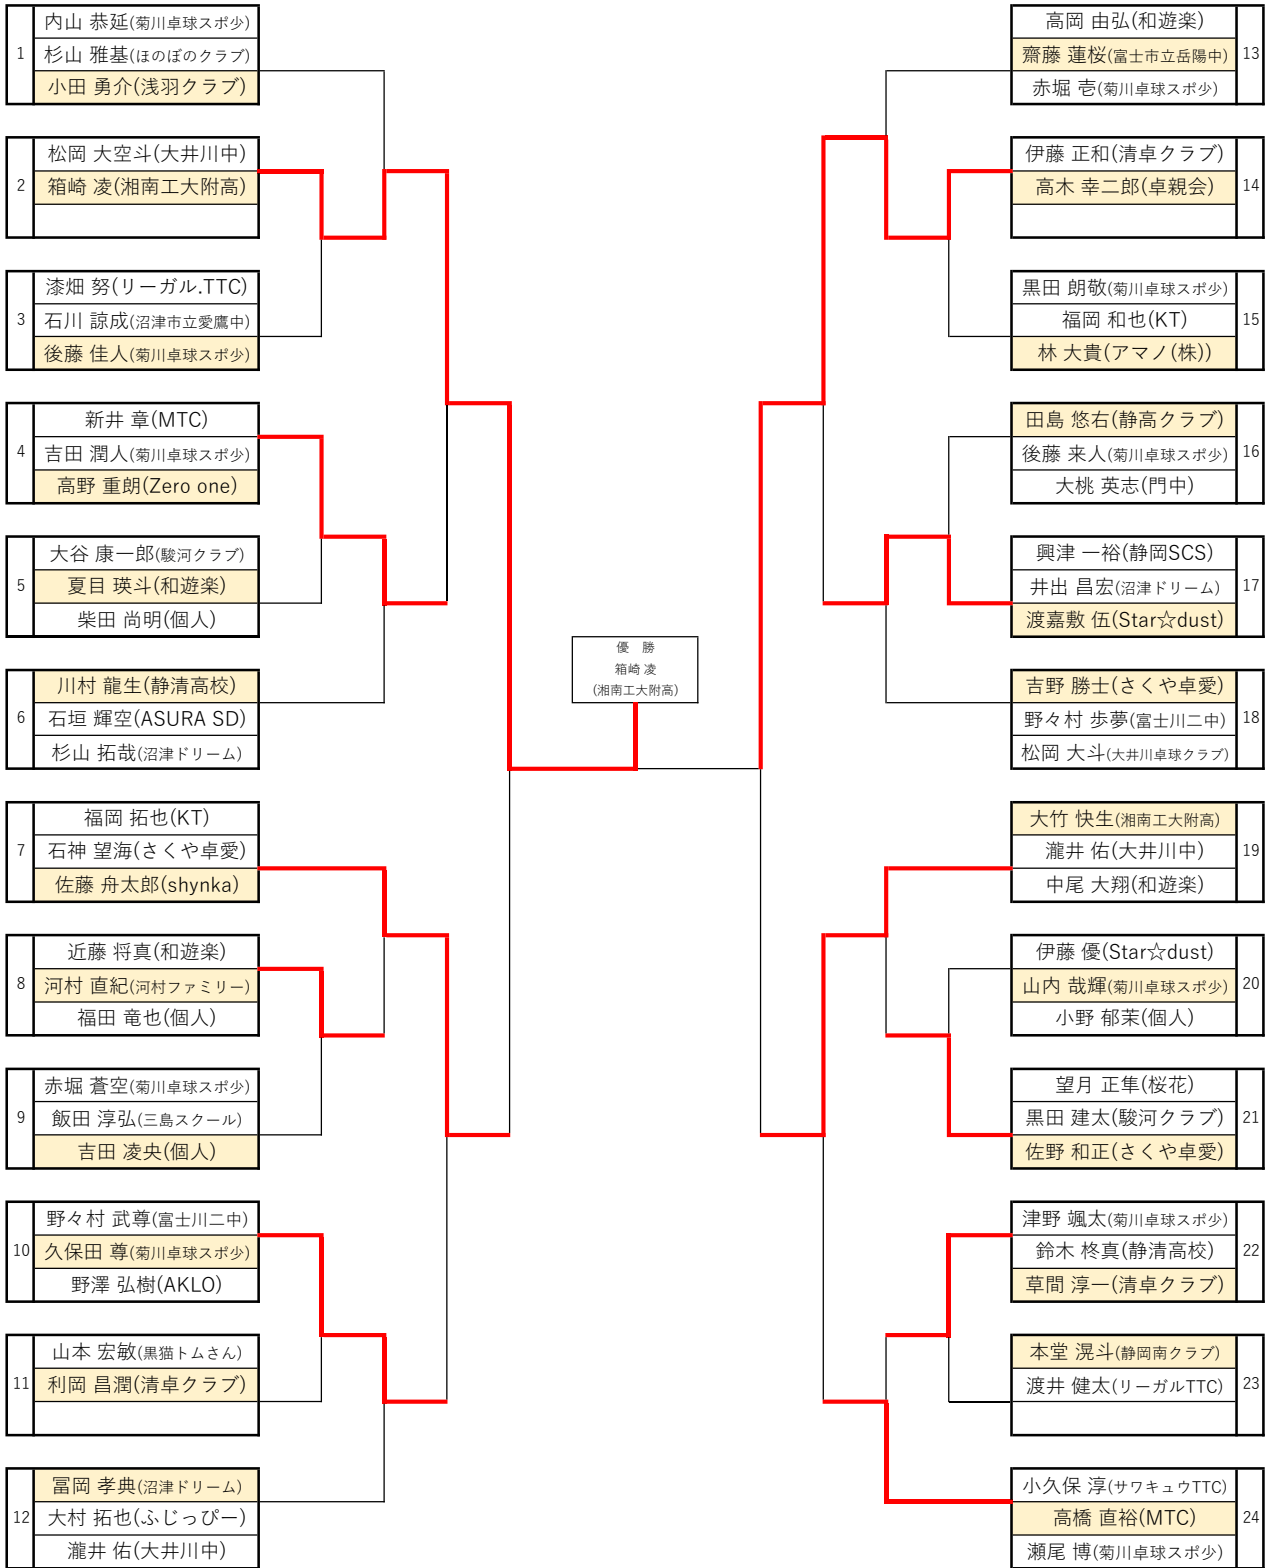 1
内山 恭延(菊川卓球スポ少)
杉山 雅基(ほのぼのクラブ)
小田 勇介(浅羽クラブ)
2
松岡 大空斗(大井川中)
箱崎 凌(湘南工大附高)
3
漆畑 努(リーガル.TTC)
石川 諒成(沼津市立愛鷹中)
後藤 佳人(菊川卓球スポ少)
4
新井 章(MTC)
吉田 潤人(菊川卓球スポ少)
高野 重朗(Zero one)
5
大谷 康一郎(駿河クラブ)
夏目 瑛斗(和遊楽)
柴田 尚明(個人)
6
川村 龍生(静清高校)
石垣 輝空(ASURA SD)
杉山 拓哉(沼津ドリーム)
7
福岡 拓也(KT)
石神 望海(さくや卓愛)
佐藤 舟太郎(shynka)
8
近藤 将真(和遊楽)
河村 直紀(河村ファミリー)
福田 竜也(個人)
9
赤堀 蒼空(菊川卓球スポ少)
飯田 淳弘(三島スクール)
吉田 凌央(個人)
10
野々村 武尊(富士川二中)
久保田 尊(菊川卓球スポ少)
野澤 弘樹(AKLO)
11
山本 宏敏(黒猫トムさん)
利岡 昌潤(清卓クラブ)
12
冨岡 孝典(沼津ドリーム)
大村 拓也(ふじっぴー)
瀧井 佑(大井川中)
優 勝
箱崎 凌
(湘南工大附高)
高岡 由弘(和遊楽)
齋藤 蓮桜(富士市立岳陽中)
赤堀 壱(菊川卓球スポ少)
13
伊藤 正和(清卓クラブ)
高木 幸二郎(卓親会)
14
黒田 朗敬(菊川卓球スポ少)
福岡 和也(KT)
林 大貴(アマノ(株))
15
田島 悠右(静高クラブ)
後藤 来人(菊川卓球スポ少)
大桃 英志(門中)
16
興津 一裕(静岡SCS)
井出 昌宏(沼津ドリーム)
渡嘉敷 伍(Star☆dust)
17
吉野 勝士(さくや卓愛)
野々村 歩夢(富士川二中)
松岡 大斗(大井川卓球クラブ)
18
大竹 快生(湘南工大附高)
瀧井 佑(大井川中)
中尾 大翔(和遊楽)
19
伊藤 優(Star☆dust)
山内 哉輝(菊川卓球スポ少)
小野 郁茉(個人)
20
望月 正隼(桜花)
黒田 建太(駿河クラブ)
佐野 和正(さくや卓愛)
21
津野 颯太(菊川卓球スポ少)
鈴木 柊真(静清高校)
草間 淳一(清卓クラブ)
22
本堂 滉斗(静岡南クラブ)
渡井 健太(リーガルTTC)
23
小久保 淳(サワキュウTTC)
高橋 直裕(MTC)
瀬尾 博(菊川卓球スポ少)
24